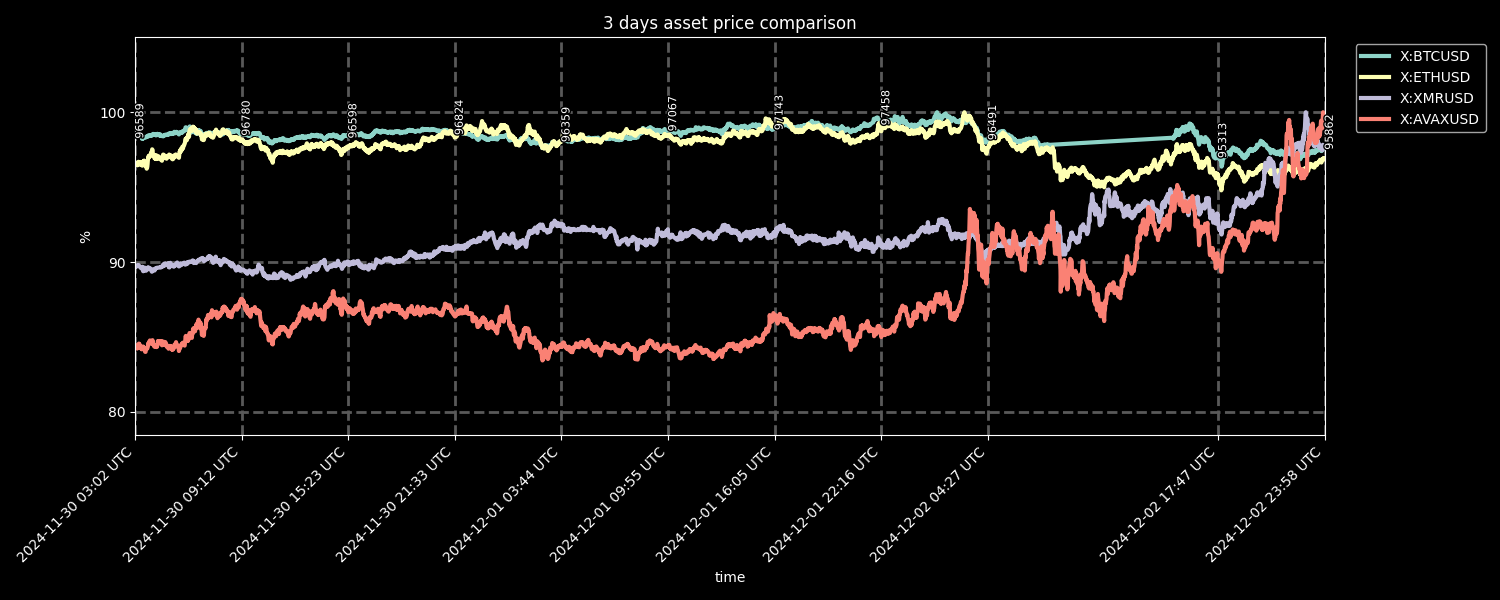 3 days asset price comparison
X:BTCUSD
X:ETHUSD
X:XMRUSD
X:AVAXUSD
100
90
80
%
96589
96780
96598
96824
96359
97067
97143
97458
96491
95313
95862
2024-11-30 03:02 UTC
2024-11-30 09:12 UTC
2024-11-30 15:23 UTC
2024-11-30 21:33 UTC
2024-12-01 03:44 UTC
2024-12-01 09:55 UTC
2024-12-01 16:05 UTC
2024-12-01 22:16 UTC
2024-12-02 04:27 UTC
2024-12-02 17:47 UTC
2024-12-02 23:58 UTC
time